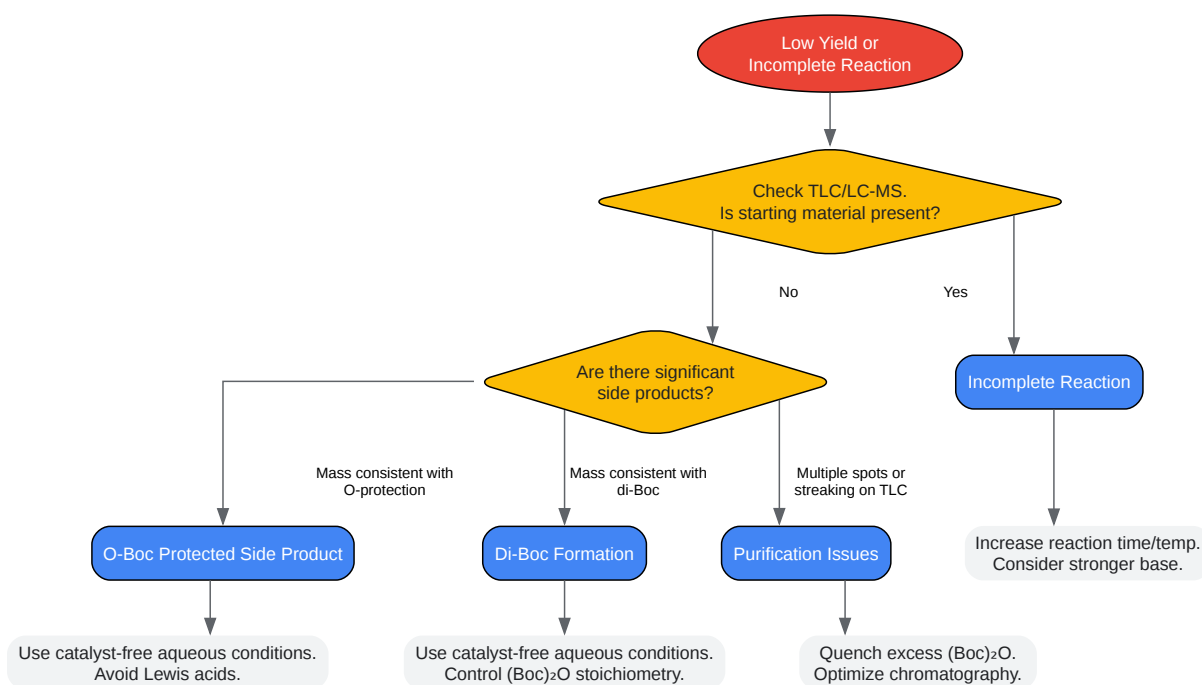 Low Yield or
Incomplete Reaction
Check TLC/LC-MS.
Is starting material present?
No
Yes
Are there significant
side products?
Incomplete Reaction
Mass consistent with
O-protection
Mass consistent with
di-Boc
Multiple spots or
streaking on TLC
O-Boc Protected Side Product
Di-Boc Formation
Purification Issues
Increase reaction time/temp.
Consider stronger base.
Use catalyst-free aqueous conditions.
Avoid Lewis acids.
Use catalyst-free aqueous conditions.
Control (Boc)₂O stoichiometry.
Quench excess (Boc)₂O.
Optimize chromatography.